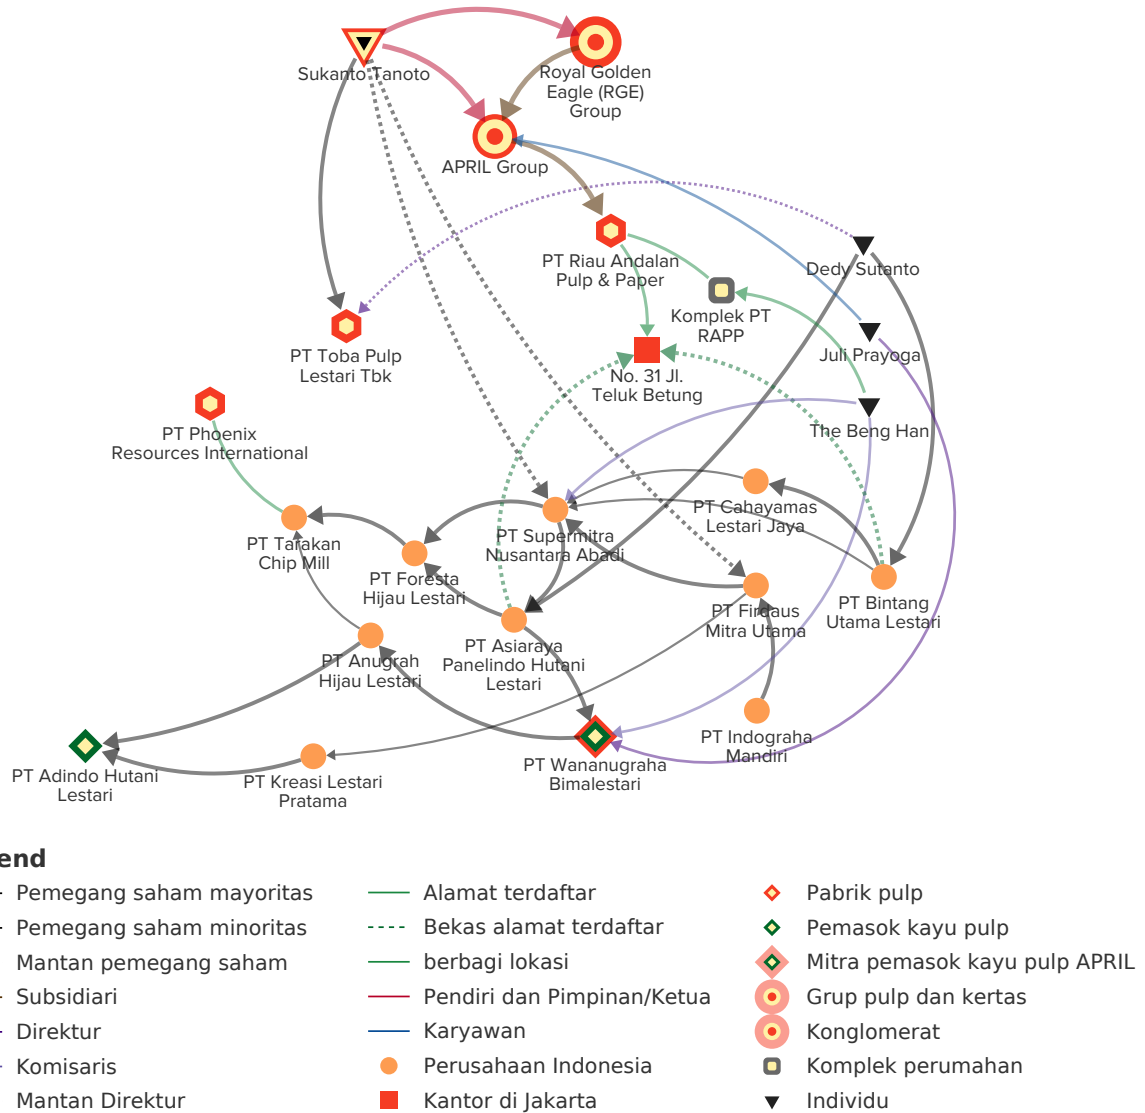 Sukanto Tanoto
Royal Golden
Eagle (RGE)
Group
APRIL Group
PT Riau Andalan
Pulp & Paper
Dedy Sutanto
Komplek PT
RAPP
PT Toba Pulp
Lestari Tbk
Juli Prayoga
No. 31 Jl.
Teluk Betung
The Beng Han
PT Phoenix
Resources International
PT Cahayamas
Lestari Jaya
PT Supermitra
Nusantara Abadi
PT Tarakan
Chip Mill
PT Foresta
Hijau Lestari
PT Firdaus
Mitra Utama
PT Bintang
Utama Lestari
PT Asiaraya
Panelindo Hutani
Lestari
PT Anugrah
Hijau Lestari
PT Indograha
Mandiri
PT Wananugraha
Bimalestari
PT Adindo Hutani
Lestari
PT Kreasi Lestari
Pratama
end
Pemegang saham mayoritas
Pemegang saham minoritas
Mantan pemegang saham
Subsidiari
Direktur
Komisaris
Mantan Direktur
Alamat terdaftar
Bekas alamat terdaftar
berbagi lokasi
Pendiri dan Pimpinan/Ketua
Karyawan
Perusahaan Indonesia
Kantor di Jakarta
Pabrik pulp
Pemasok kayu pulp
Mitra pemasok kayu pulp APRIL
Grup pulp dan kertas
Konglomerat
Komplek perumahan
Individu